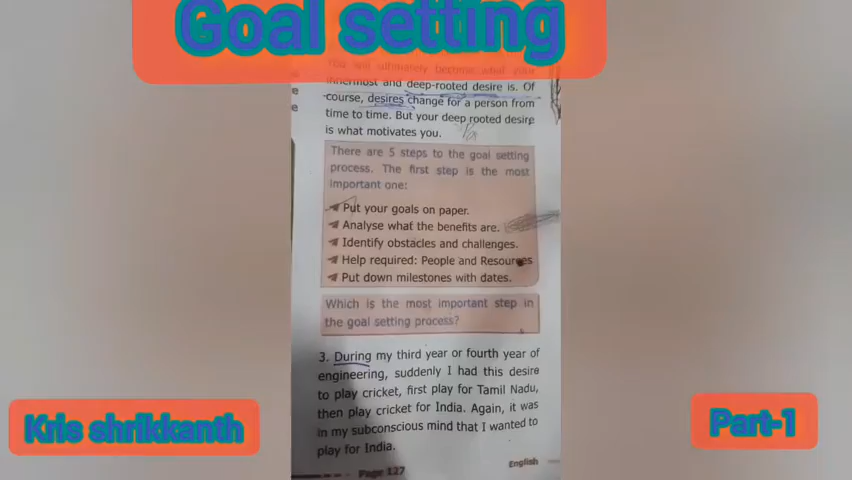 Goal setting
You will ultimately become what your
innermost and deep-rooted desire is. Of
course, desires change for a person from
time to time. But your deep rooted desire
is what motivates you.
There are 5 steps to the goal setting
process. The first step is the most
important one:
Put your goals on paper.
Analyse what the benefits are.
Identify obstacles and challenges.
Help required: People and Resources
Put down milestones with dates.
Which is the most important step in
the goal setting process?
3. During my third year or fourth year of
engineering, suddenly I had this desire
to play cricket, first play for Tamil Nadu,
then play cricket for India. Again, it was
in my subconscious mind that I wanted to
play for India.
Page 127
English
Kris shrikkanth
Part-1